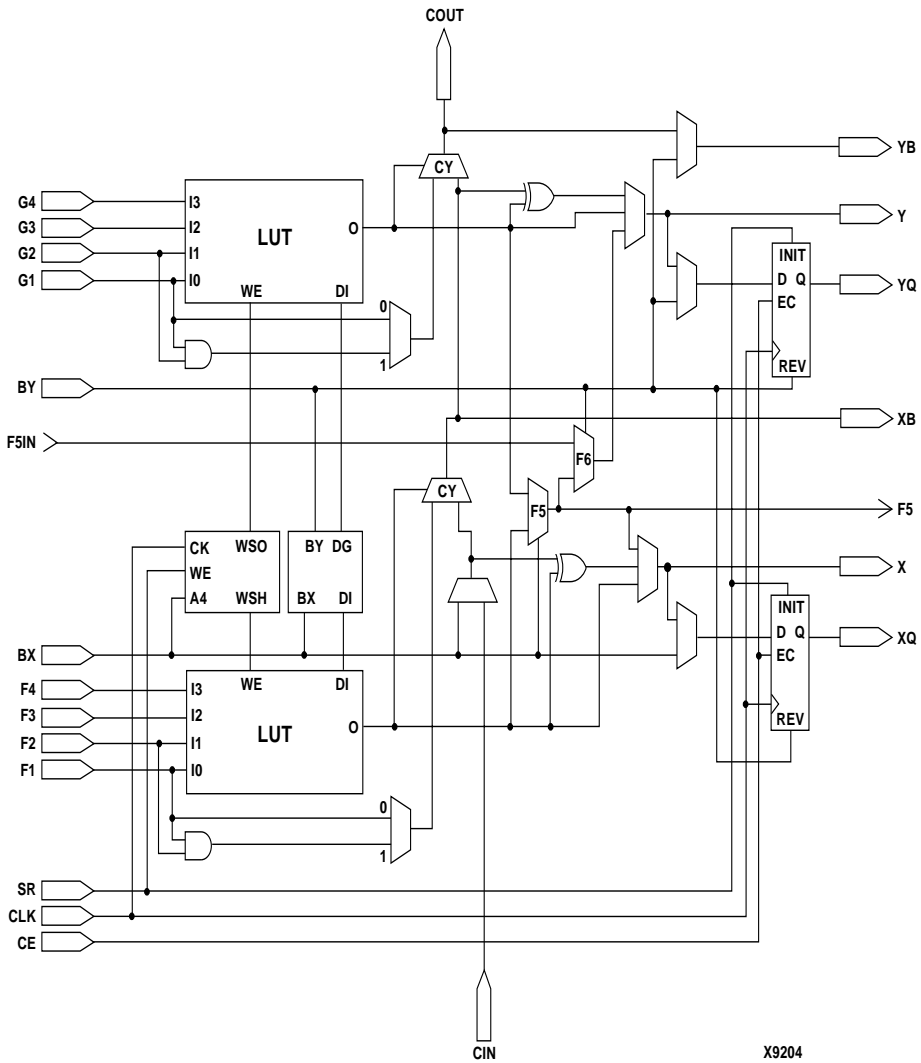 COUT
CY
YB
G4
G3
G2
G1
I3
I2
I1
I0
LUT
O
WE
DI
Y
INIT
D Q
EC
REV
YQ
0
1
BY
XB
F5IN
F6
CY
F5
F5
CK
WE
A4
WSO
WSH
BY DG
BX DI
X
INIT
D Q
EC
REV
XQ
BX
F4
F3
F2
F1
WE
DI
I3
I2
I1
I0
LUT
O
0
1
SR
CLK
CE
CIN
X9204